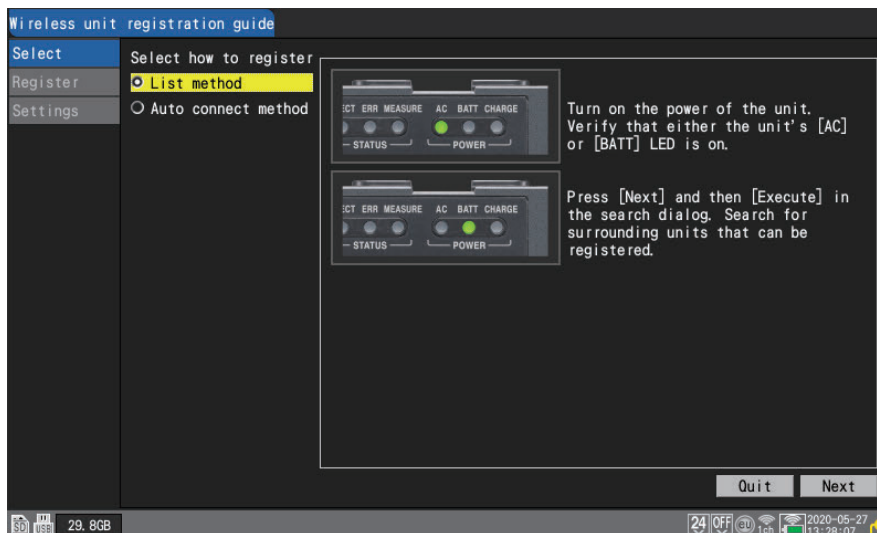 Wireless unit registration guide
Select
Register
Settings
Select how to register
List method
Auto connect method
ECT ERR MEASURE AC BATT CHARGE
STATUS POWER
Turn on the power of the unit.
Verify that either the unit's [AC]
or [BATT] LED is on.
ECT ERR MEASURE AC BATT CHARGE
STATUS POWER
Press [Next] and then [Execute] in
the search dialog. Search for
surrounding units that can be
registered.
Quit Next
SD USB 29.8GB
24 OFF eu 1ch 2020-05-27
13:28:07